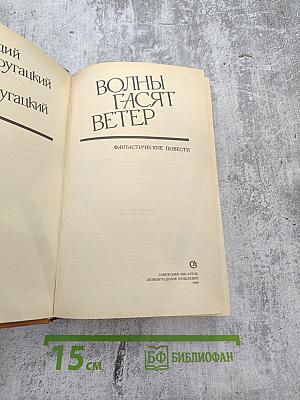 дий
ругацкий
угацкий
ВОЛНЫ
ГАСЯТ
ВЕТЕР
ФАНТАСТИЧЕСКИЕ ПОВЕСТИ
СОВЕТСКИЙ ПИСАТЕЛЬ
ЛЕНИНГРАДСКОЕ ОТДЕЛЕНИЕ
15 см
БФ БИБЛИОФАН